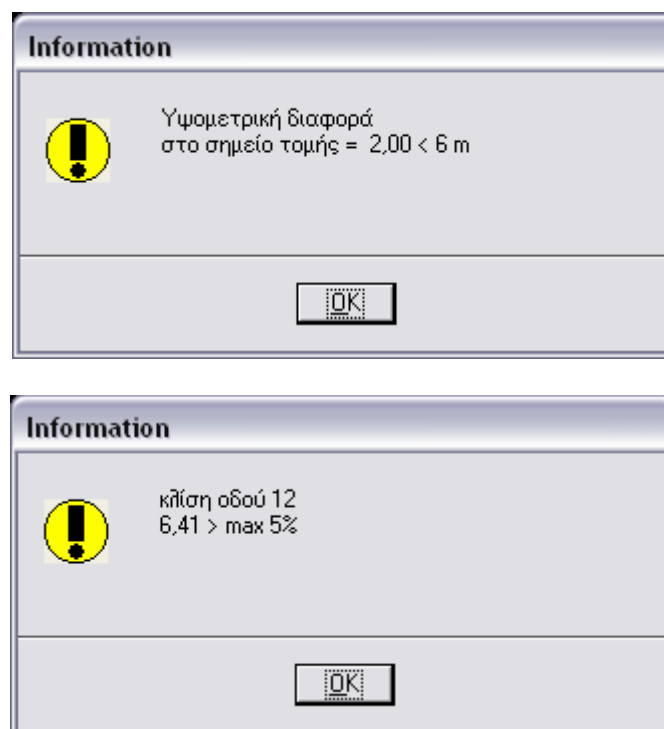 Information
Υψομετρική διαφορά
στο σημείο τομής = 2,00 < 6 m
OK
Information
κλίση οδού 12
6,41 > max 5%
OK